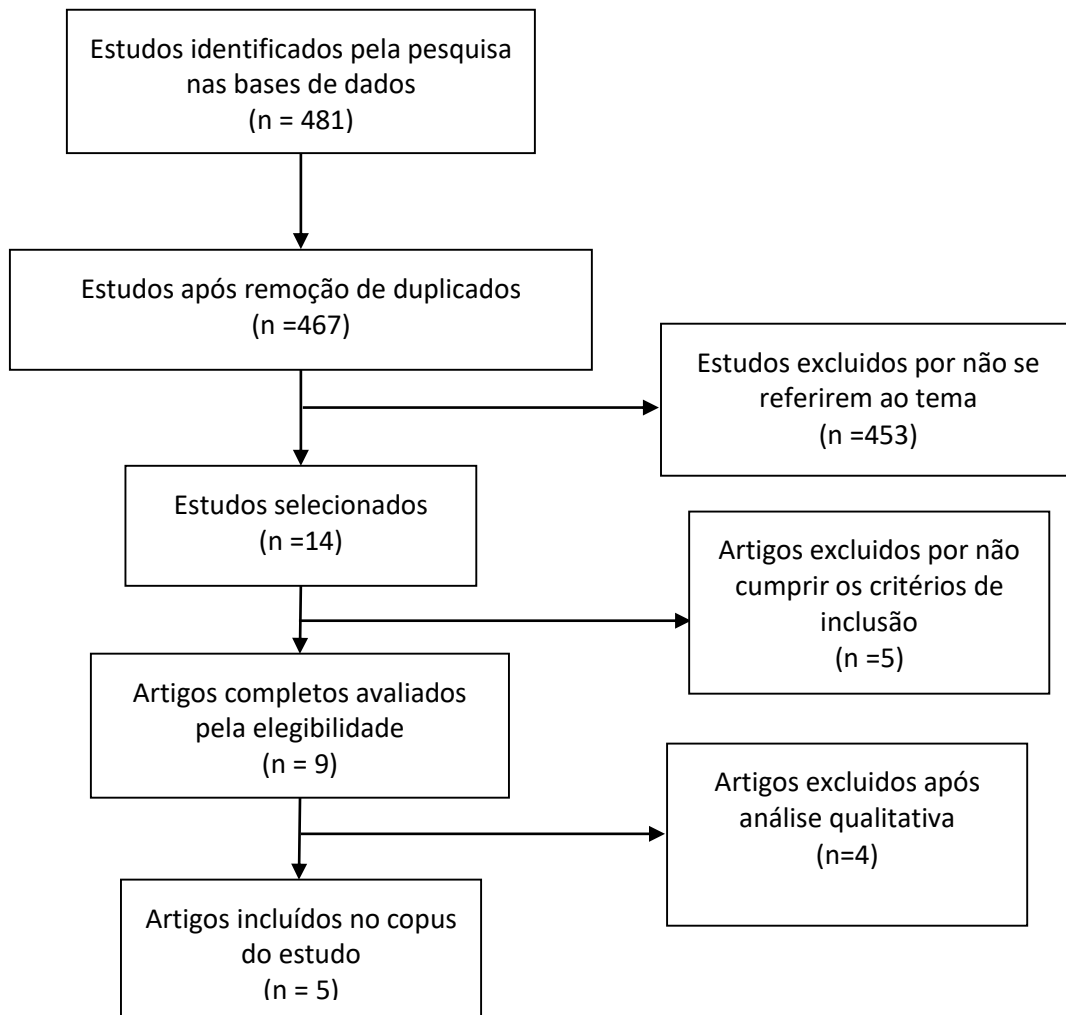 Estudos identificados pela pesquisa
nas bases de dados
(n = 481)
Estudos após remoção de duplicados
(n =467)
Estudos excluidos por não se
referirem ao tema
(n =453)
Estudos selecionados
(n =14)
Artigos excluidos por não
cumprir os critérios de
inclusão
(n =5)
Artigos completos avaliados
pela elegibilidade
(n = 9)
Artigos excluidos após
análise qualitativa
(n=4)
Artigos incluídos no copus
do estudo
(n = 5)